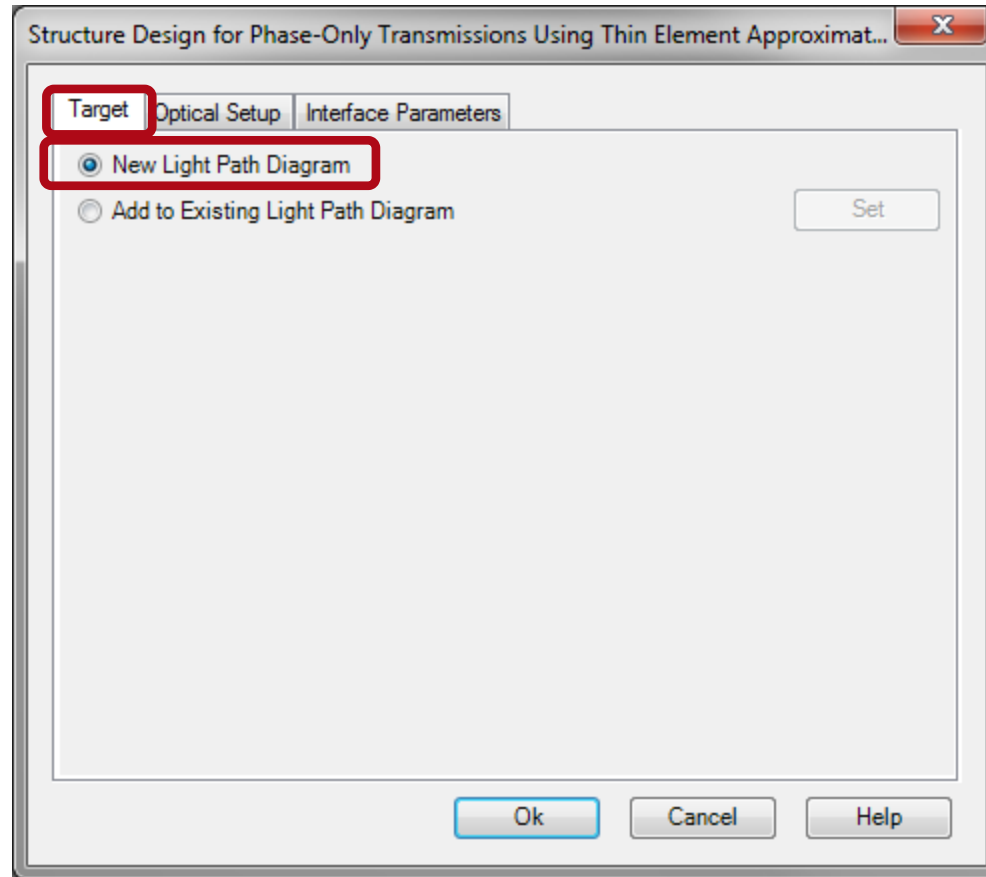 Structure Design for Phase-Only Transmissions Using Thin Element Approximat...
Target Optical Setup Interface Parameters
New Light Path Diagram
Add to Existing Light Path Diagram Set
Ok Cancel Help